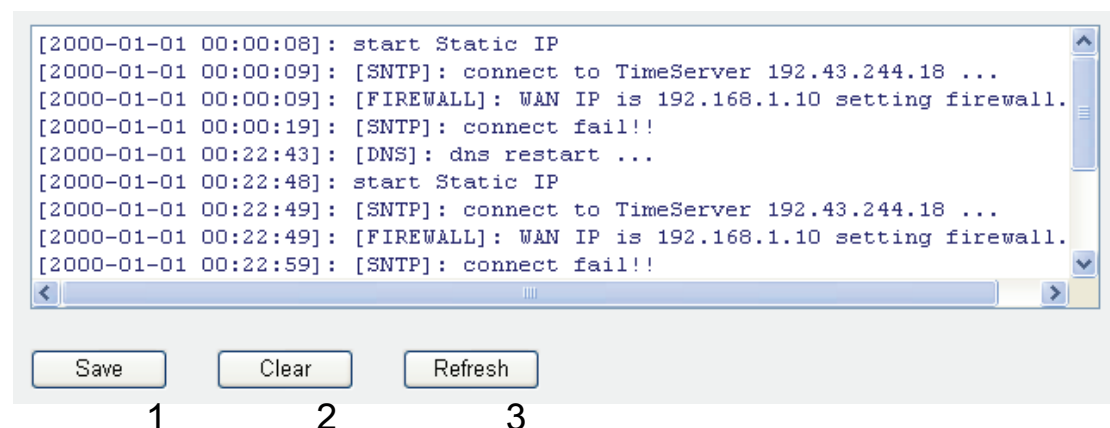 [2000-01-01 00:00:08]: start Static IP
[2000-01-01 00:00:09]: [SNTP]: connect to TimeServer 192.43.244.18 ...
[2000-01-01 00:00:09]: [FIREWALL]: WAN IP is 192.168.1.10 setting firewall.
[2000-01-01 00:00:19]: [SNTP]: connect fail!!
[2000-01-01 00:22:43]: [DNS]: dns restart ...
[2000-01-01 00:22:48]: start Static IP
[2000-01-01 00:22:49]: [SNTP]: connect to TimeServer 192.43.244.18 ...
[2000-01-01 00:22:49]: [FIREWALL]: WAN IP is 192.168.1.10 setting firewall.
[2000-01-01 00:22:59]: [SNTP]: connect fail!!
Save Clear Refresh
1 2 3